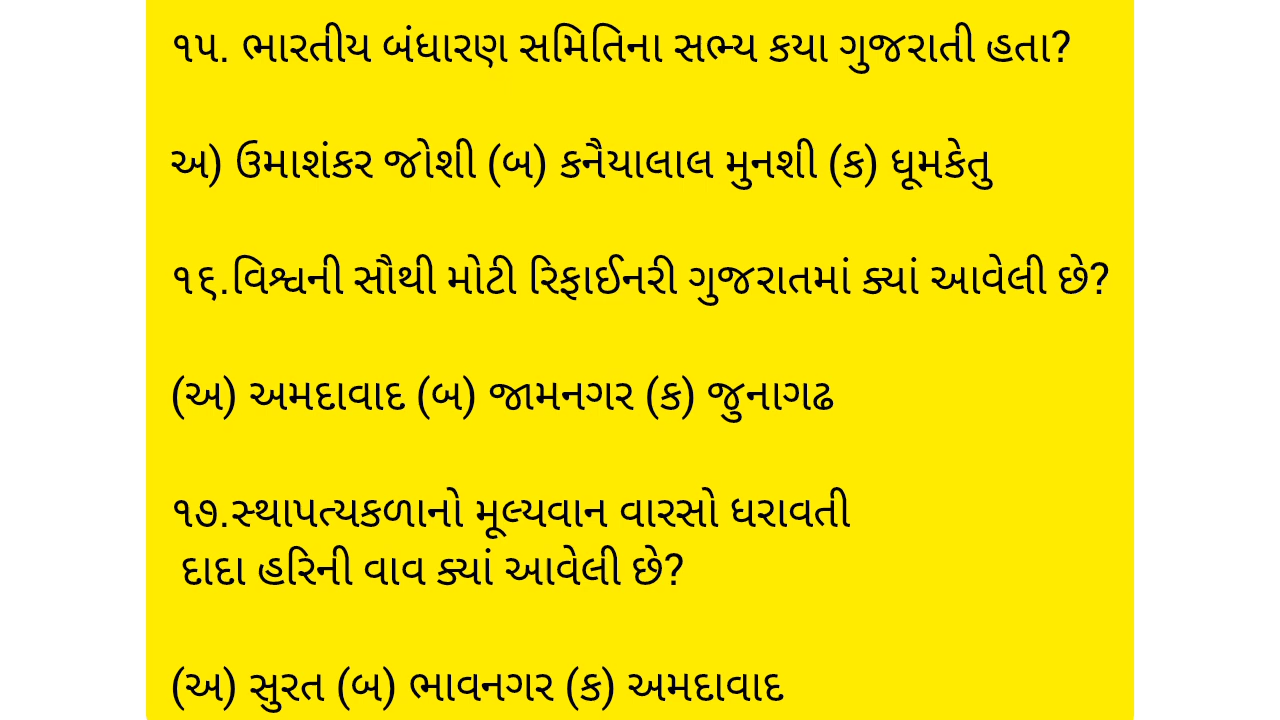 ૧૫. ભારતીય બંધારણ સમિતિના સભ્ય કયા ગુજરાતી હતા?
અ) ઉમાશંકર જોશી (બ) કનૈયાલાલ મુનશી (ક) ધૂમકેતુ
૧૬.વિશ્વની સૌથી મોટી રિફાઈનરી ગુજરાતમાં ક્યાં આવેલી છે?
(અ) અમદાવાદ (બ) જામનગર (ક) જુનાગઢ
૧૭.સ્થાપત્યકળાનો મૂલ્યવાન વારસો ધરાવતી
દાદા હરિની વાવ ક્યાં આવેલી છે?
(અ) સુરત (બ) ભાવનગર (ક) અમદાવાદ